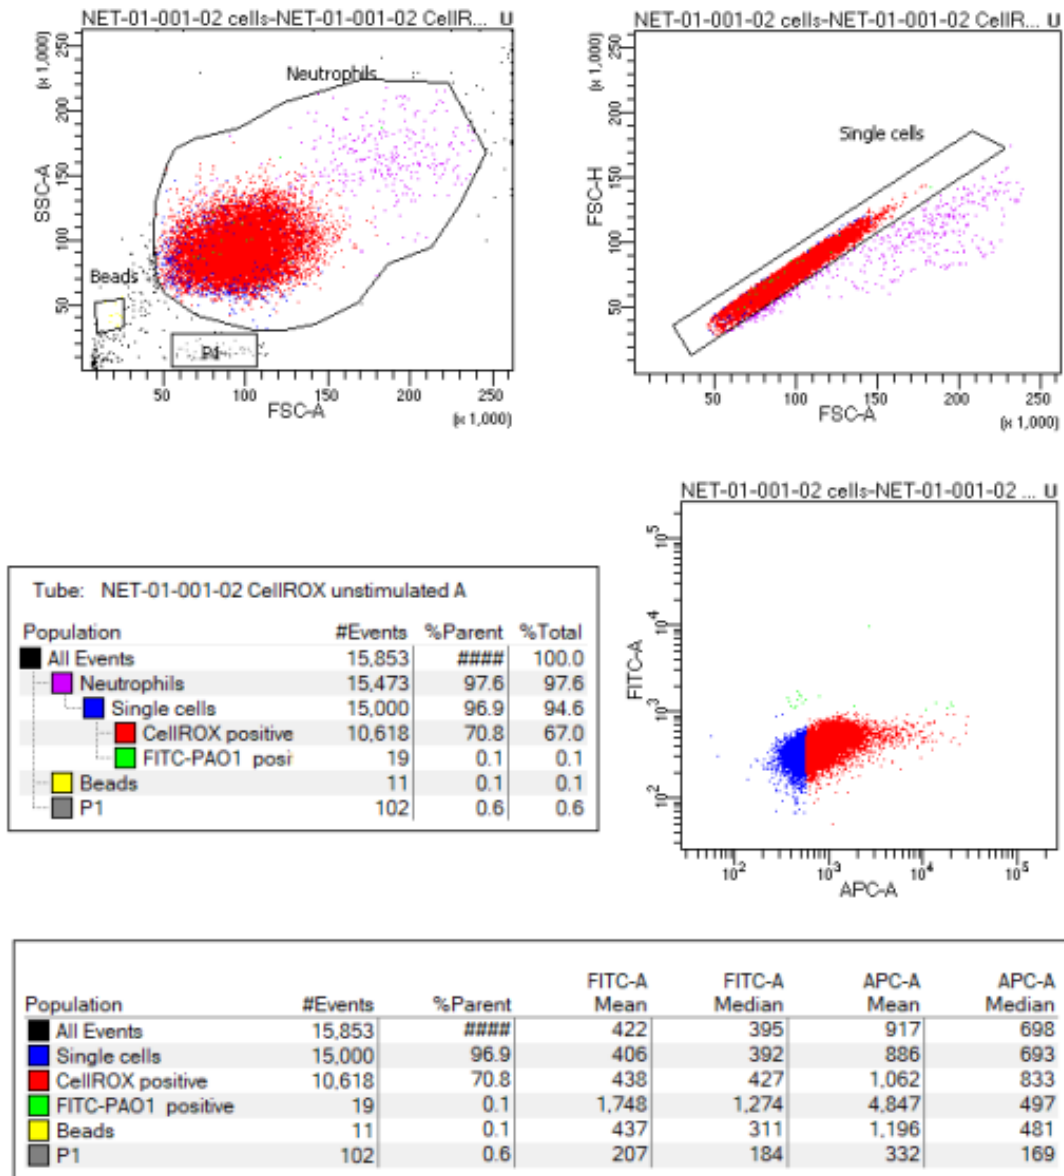 NET-01-001-02 cells-NET-01-001-02 CellR... U
(x 1,000)
250
200
150
100
50
SSC-A
Neutrophils
Beads
P1
50 100 150 200 250
FSC-A
(x 1,000)
NET-01-001-02 cells-NET-01-001-02 CellR... U
(x 1,000)
250
200
150
100
50
FSC-H
Single cells
50 100 150 200 250
FSC-A
(x 1,000)
Tube: NET-01-001-02 CellROX unstimulated A
Population #Events %Parent %Total
All Events 15,853 #### 100.0
Neutrophils 15,473 97.6 97.6
Single cells 15,000 96.9 94.6
CellROX positive 10,618 70.8 67.0
FITC-PAO1 posi 19 0.1 0.1
Beads 11 0.1 0.1
P1 102 0.6 0.6
NET-01-001-02 cells-NET-01-001-02 ... U
10^5
10^4
10^3
10^2
FITC-A
10^2 10^3 10^4 10^5
APC-A
FITC-A FITC-A APC-A APC-A
Population #Events %Parent Mean Median Mean Median
All Events 15,853 #### 422 395 917 698
Single cells 15,000 96.9 406 392 886 693
CellROX positive 10,618 70.8 438 427 1,062 833
FITC-PAO1 positive 19 0.1 1,748 1,274 4,847 497
Beads 11 0.1 437 311 1,196 481
P1 102 0.6 207 184 332 169